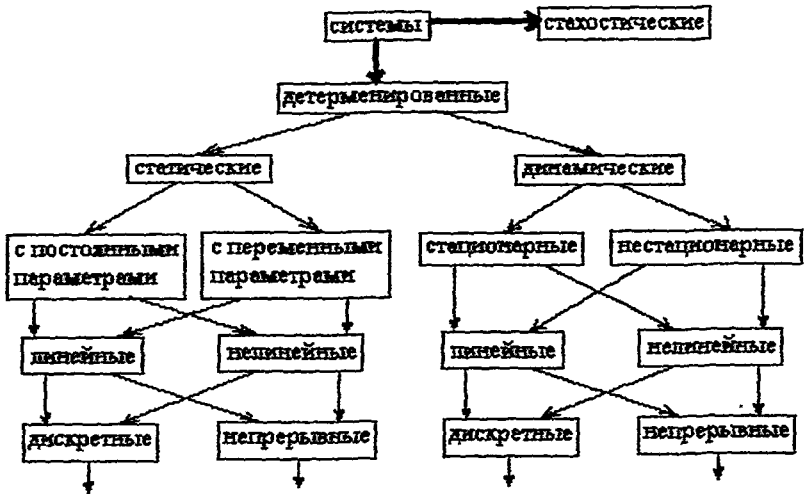 системы
стахостические
детерменированные
статические
динамические
с постоянными
параметрами
с переменными
параметрами
стационарные
нестационарные
линейные
нелинейные
линейные
нелинейные
дискретные
непрерывные
дискретные
непрерывные